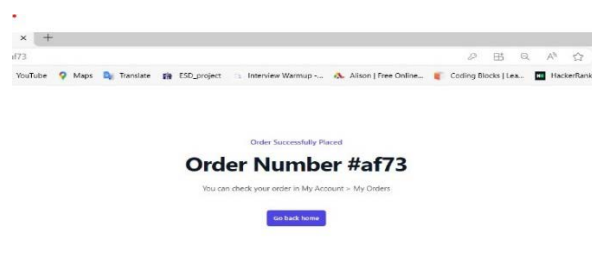 af73
YouTube Maps Translate ESD_project Interview Warmup -... Alison | Free Online... Coding Blocks | Lea... HackerRank
Order Successfully Placed
Order Number #af73
You can check your order in My Account > My Orders
Go back home